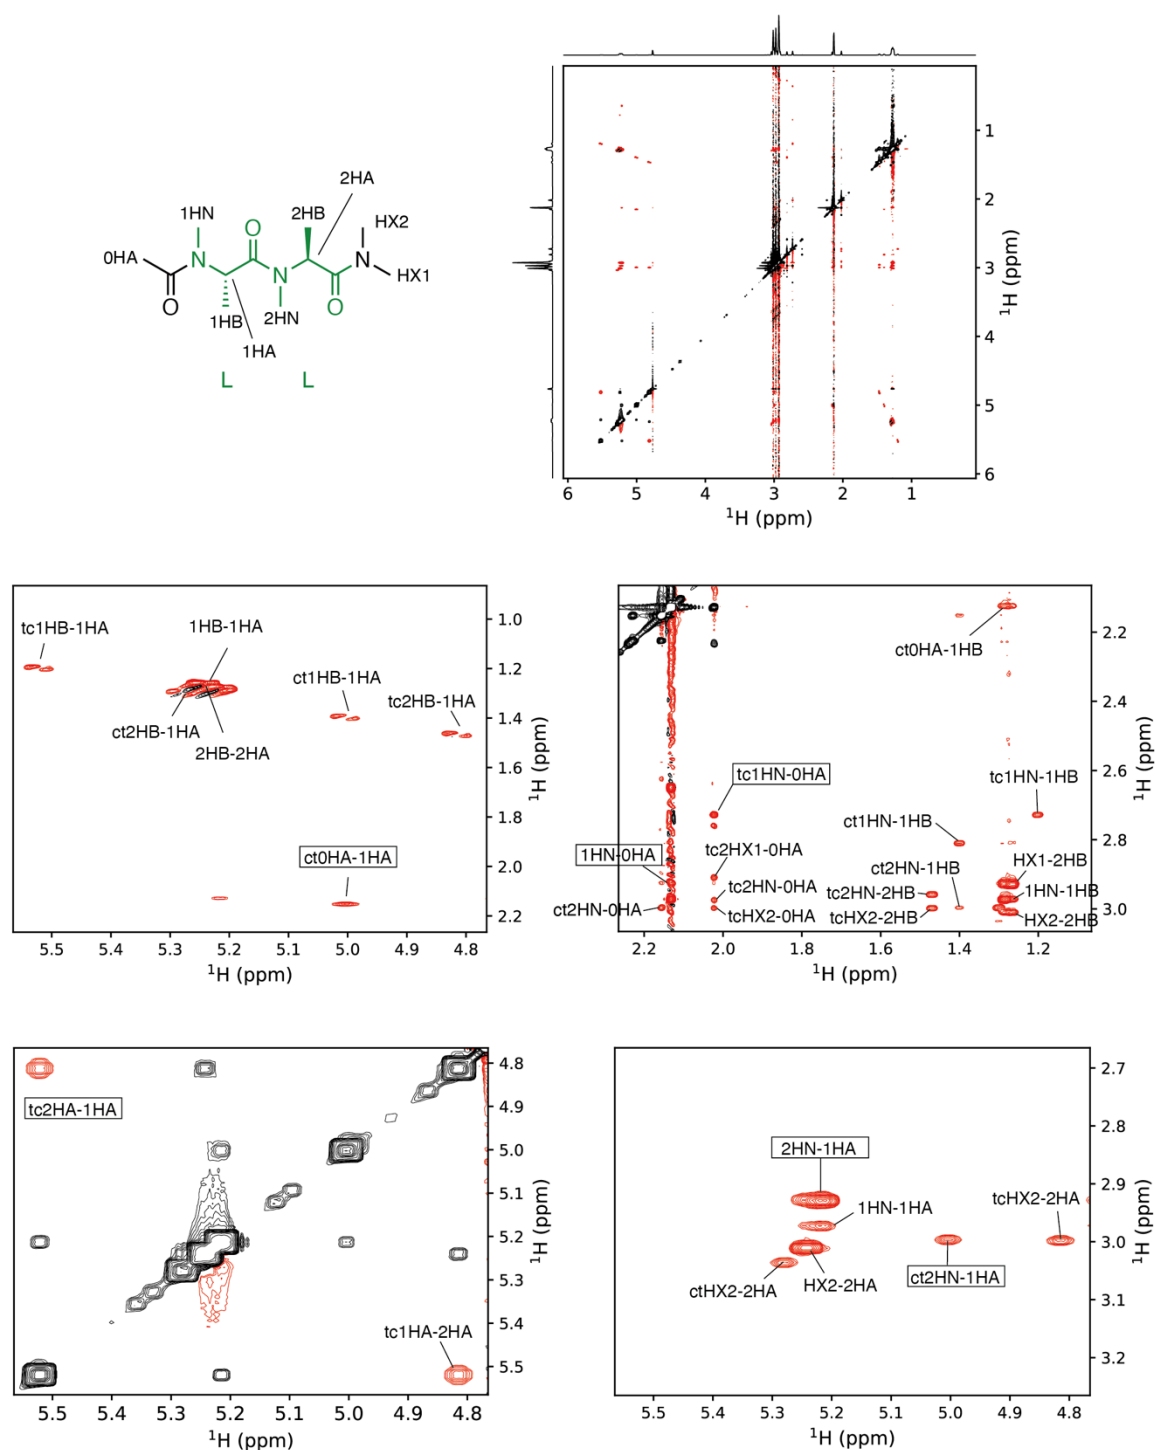 1HN
2HB
2HA
HX2
0HA
O
N
N
N
O
O
1HB
2HN
HX1
1HA
L L
1
2
3
4
5
6
¹H (ppm)
6 5 4 3 2 1
¹H (ppm)
tc1HB-1HA
1HB-1HA
ct1HB-1HA
tc2HB-1HA
ct2HB-1HA
2HB-2HA
ct0HA-1HA
1.0
1.2
1.4
1.6
1.8
2.0
2.2
¹H (ppm)
5.5 5.4 5.3 5.2 5.1 5.0 4.9 4.8
¹H (ppm)
ct0HA-1HB
tc1HN-0HA
tc1HN-1HB
ct1HN-1HB
1HN-0HA
tc2HX1-0HA
ct2HN-1HB
HX1-2HB
tc2HN-0HA
tc2HN-2HB
1HN-1HB
ct2HN-0HA
tcHX2-0HA
tcHX2-2HB
HX2-2HB
2.2
2.4
2.6
2.8
3.0
¹H (ppm)
2.2 2.0 1.8 1.6 1.4 1.2
¹H (ppm)
tc2HA-1HA
tc1HA-2HA
4.8
4.9
5.0
5.1
5.2
5.3
5.4
5.5
¹H (ppm)
5.5 5.4 5.3 5.2 5.1 5.0 4.9 4.8
¹H (ppm)
2HN-1HA
1HN-1HA
tcHX2-2HA
ctHX2-2HA
HX2-2HA
ct2HN-1HA
2.7
2.8
2.9
3.0
3.1
3.2
¹H (ppm)
5.5 5.4 5.3 5.2 5.1 5.0 4.9 4.8
¹H (ppm)